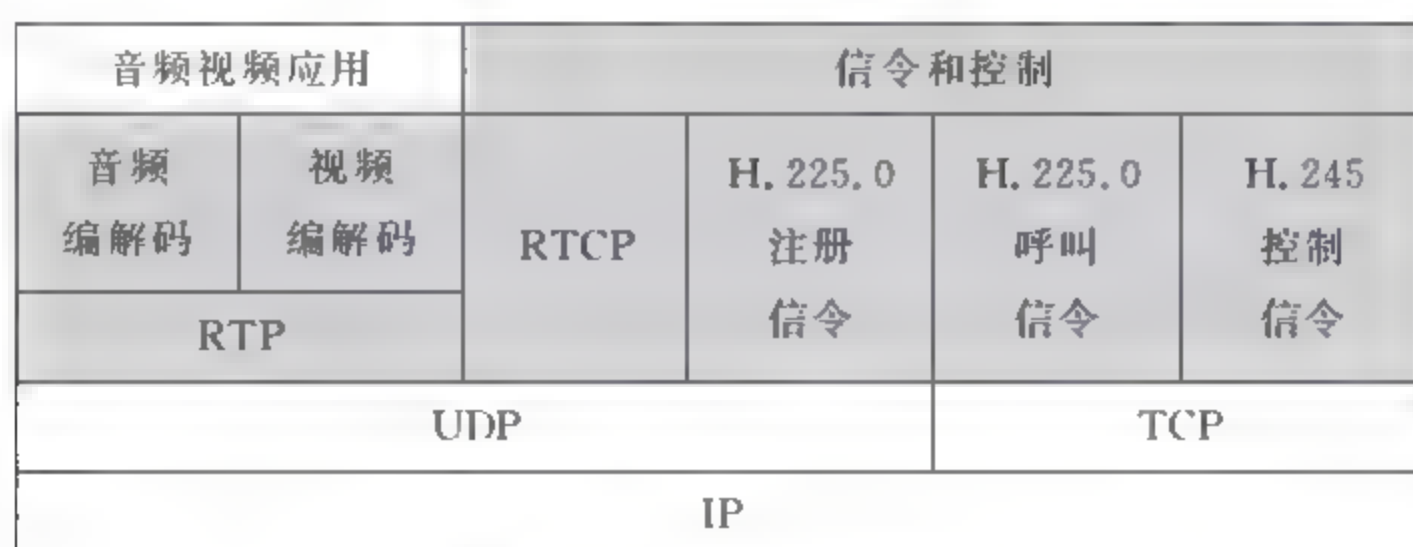 音频视频应用
信令和控制
音频
编解码
视频
编解码
RTP
RTCP
H.225.0
注册
信令
H.225.0
呼叫
信令
H.245
控制
信令
UDP
TCP
IP